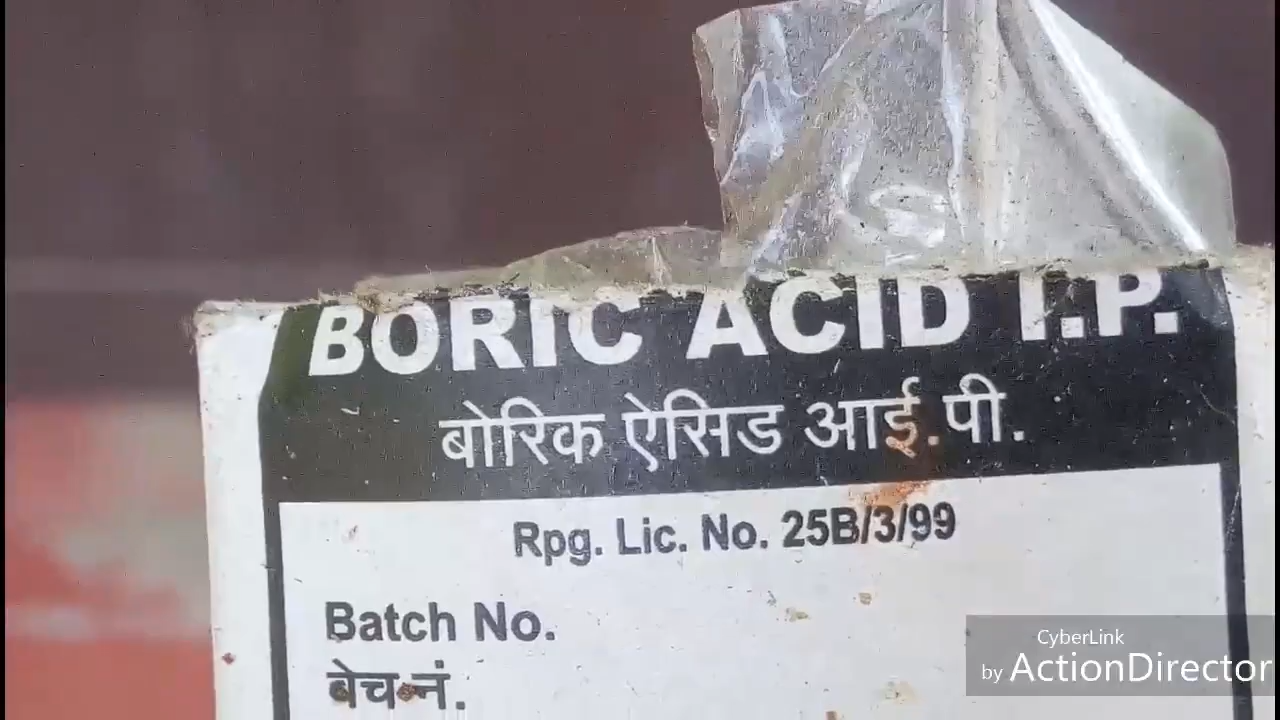 BORIC ACID I.P.
बोरिक ऐसिड आई.पी.
Rpg. Lic. No. 25B/3/99
Batch No.
बेच नं.
CyberLink
by ActionDirector